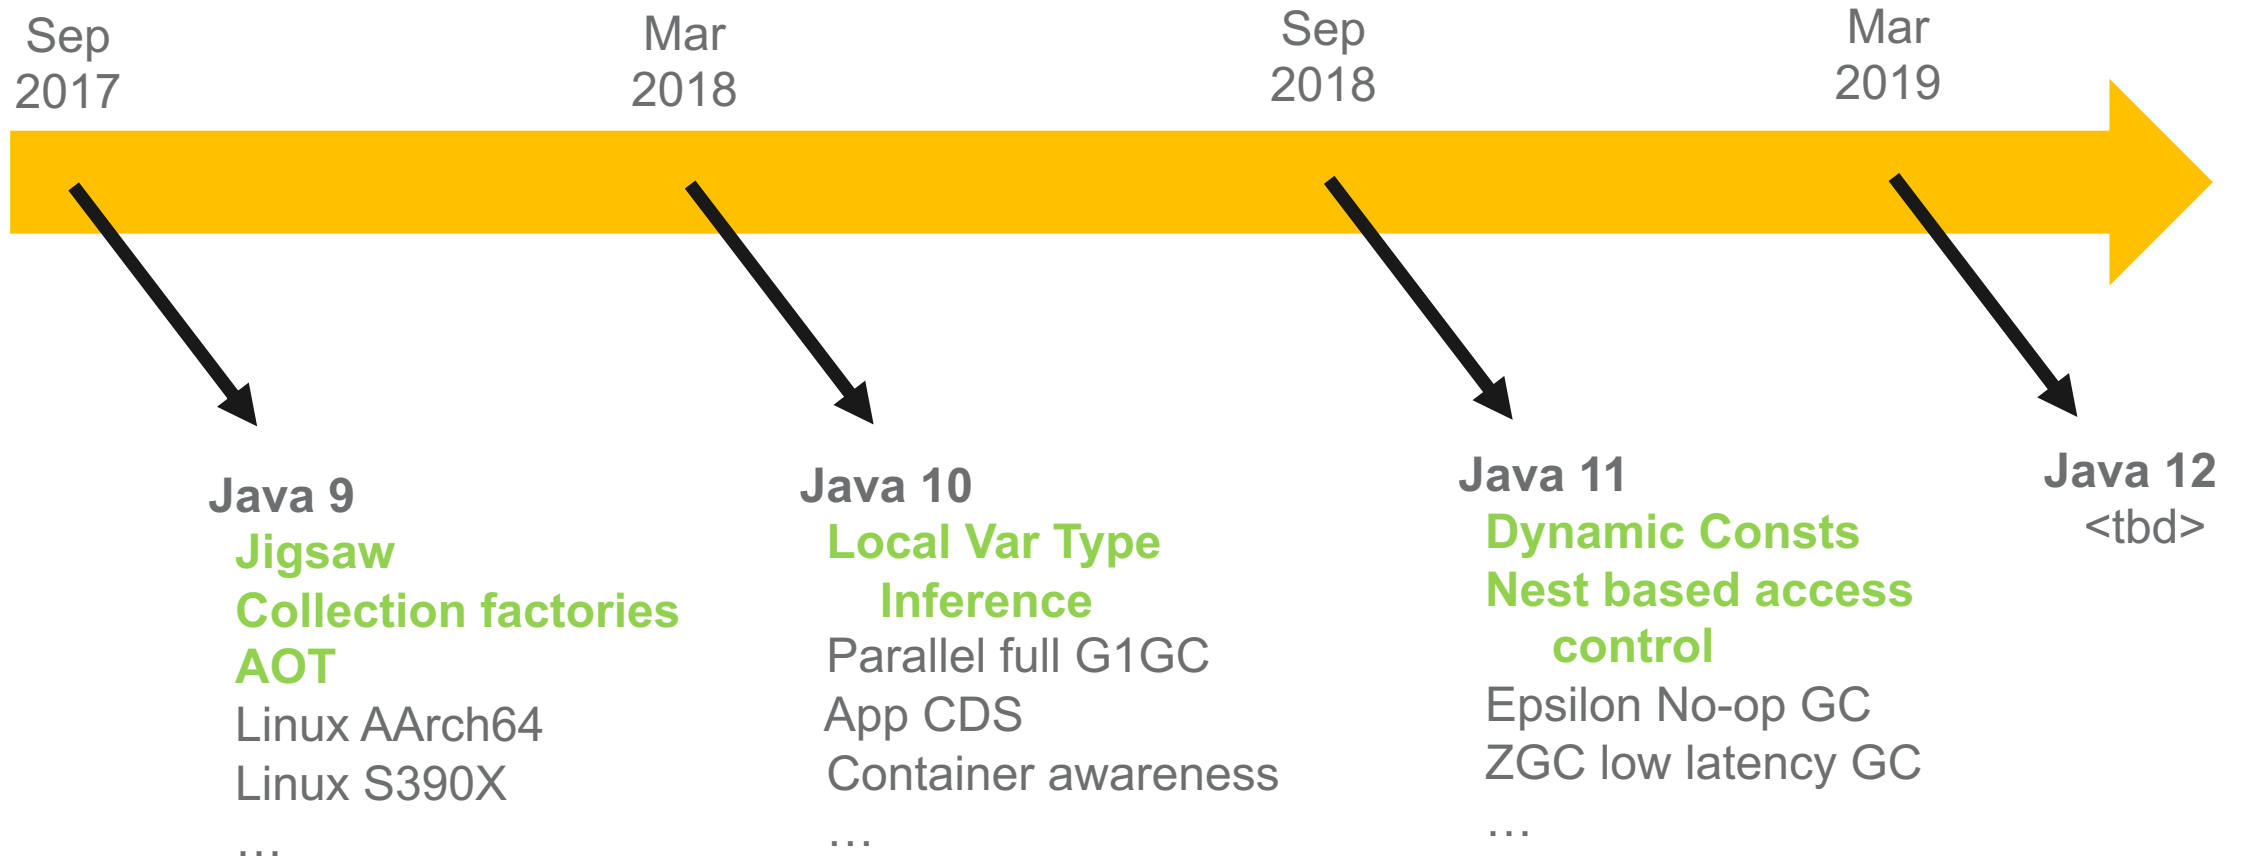 Sep
2017
Mar
2018
Sep
2018
Mar
2019
Java 9
Jigsaw
Collection factories
AOT
Linux AArch64
Linux S390X
…
Java 10
Local Var Type
Inference
Parallel full G1GC
App CDS
Container awareness
…
Java 11
Dynamic Consts
Nest based access
control
Epsilon No-op GC
ZGC low latency GC
…
Java 12
<tbd>